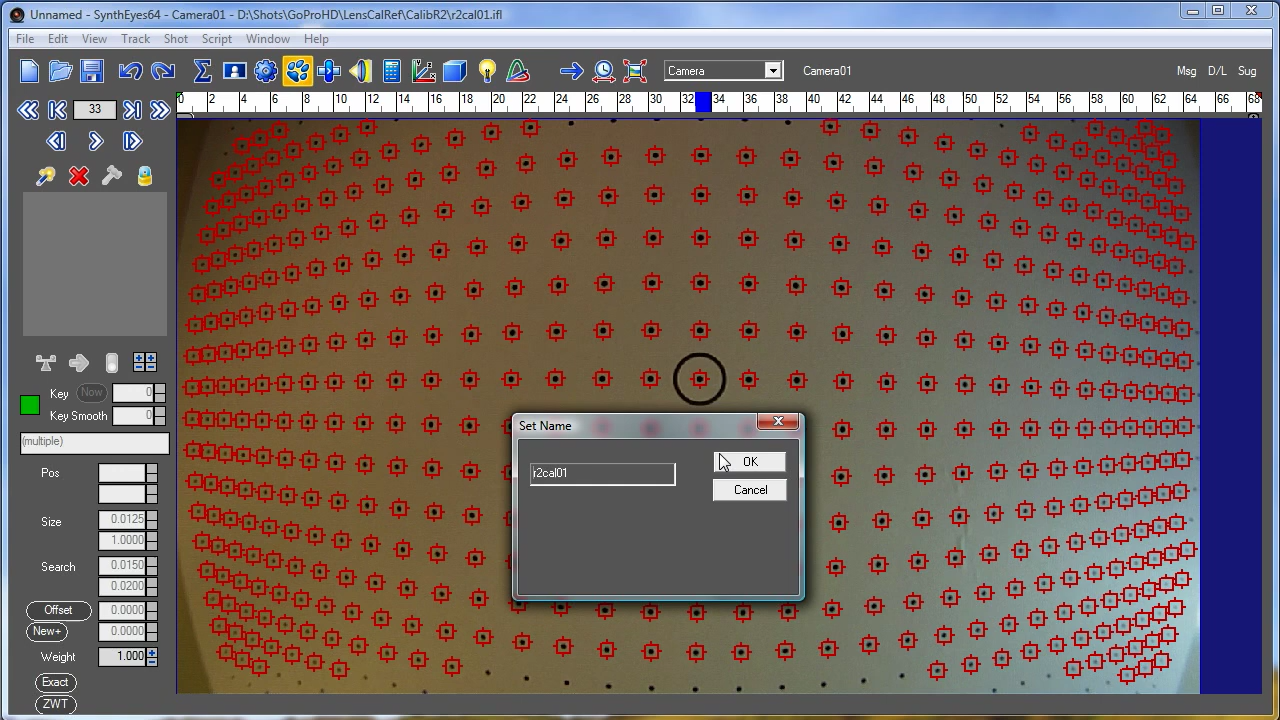 Unnamed - SynthEyes64 - Camera01 - D:\Shots\GoProHD\LensCalRef\CalibR2\r2cal01.ifl
File Edit View Track Shot Script Window Help
Camera Camera01 Msg D/L Sug
33 0 2 4 6 8 10 12 14 16 18 20 22 24 26 28 30 32 34 36 38 40 42 44 46 48 50 52 54 56 58 60 62 64 66 68
Key Now 0
Key Smooth 0
(multiple)
Pos
Size 0.0125
1.0000
Search 0.0150
0.0200
Offset 0.0000
New+ 0.0000
Weight 1.000
Exact
ZWT
Set Name
r2cal01
OK
Cancel